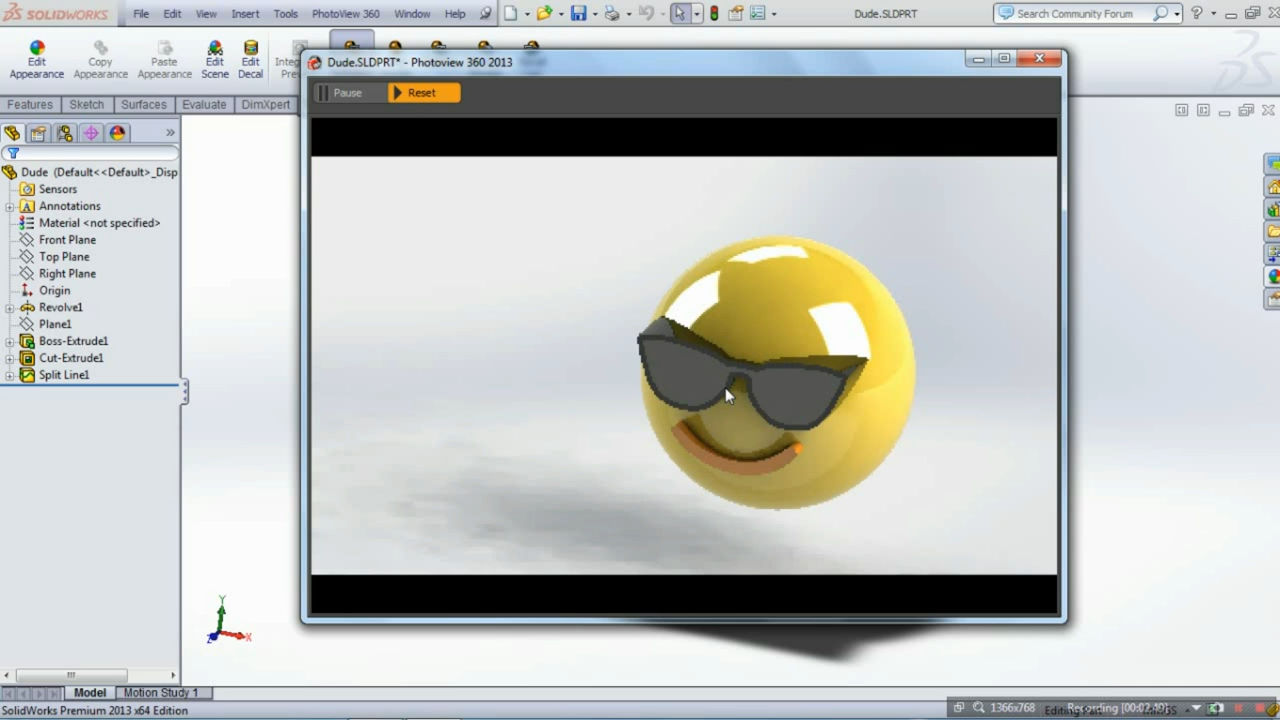 SOLIDWORKS File Edit View Insert Tools PhotoView 360 Window Help Dude.SLDPRT Search Community Forum
Edit Appearance
Copy Appearance
Paste Appearance
Edit Scene
Edit Decal
Features Sketch Surfaces Evaluate DimXpert
Dude.SLDPRT* - Photoview 360 2013
Pause Reset
Dude (Default<<Default>_Disp
Sensors
Annotations
Material <not specified>
Front Plane
Top Plane
Right Plane
Origin
Revolve1
Plane1
Boss-Extrude1
Cut-Extrude1
Split Line1
Y
Z X
Model Motion Study 1
SolidWorks Premium 2013 x64 Edition
1366x768